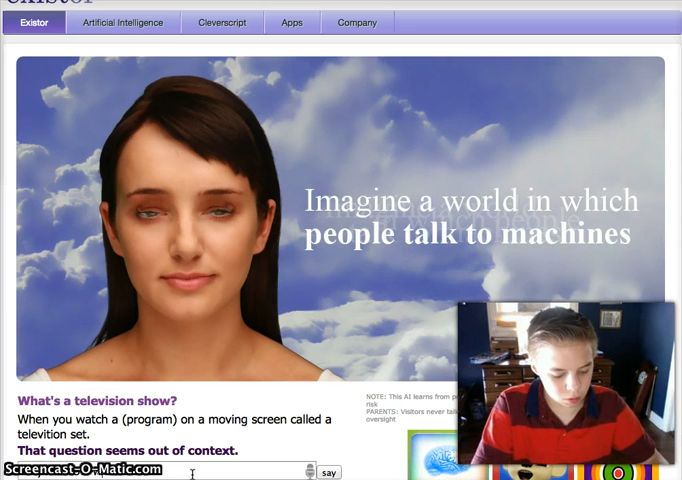 Existor
Artificial Intelligence
Cleverscript
Apps
Company
Imagine a world in which
people talk to machines
What's a television show?
When you watch a (program) on a moving screen called a
televition set.
That question seems out of context.
NOTE: This AI learns from
risk
PARENTS: Visitors never
oversight
Screencast-O-Matic.com
say